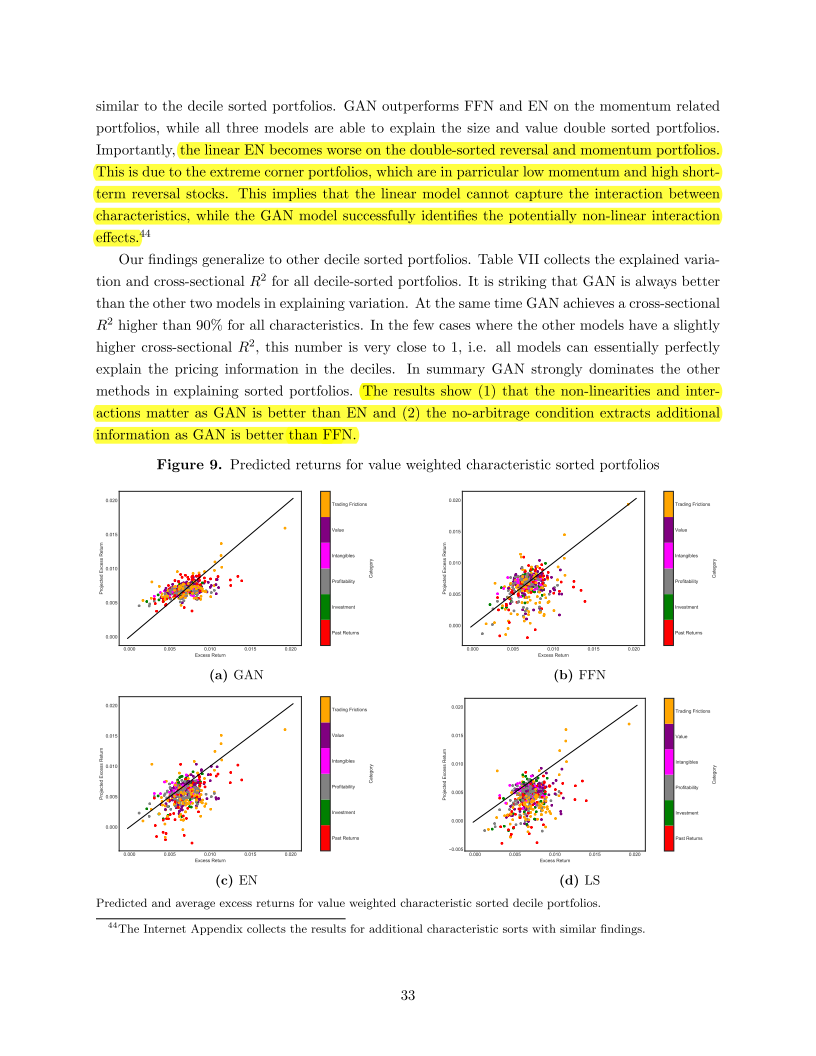 similar to the decile sorted portfolios. GAN outperforms FFN and EN on the momentum related
portfolios, while all three models are able to explain the size and value double sorted portfolios.
Importantly, the linear EN becomes worse on the double-sorted reversal and momentum portfolios.
This is due to the extreme corner portfolios, which are in parricular low momentum and high short-
term reversal stocks. This implies that the linear model cannot capture the interaction between
characteristics, while the GAN model successfully identifies the potentially non-linear interaction
effects.44
Our findings generalize to other decile sorted portfolios. Table VII collects the explained varia-
tion and cross-sectional R2 for all decile-sorted portfolios. It is striking that GAN is always better
than the other two models in explaining variation. At the same time GAN achieves a cross-sectional
R2 higher than 90% for all characteristics. In the few cases where the other models have a slightly
higher cross-sectional R2, this number is very close to 1, i.e. all models can essentially perfectly
explain the pricing information in the deciles. In summary GAN strongly dominates the other
methods in explaining sorted portfolios. The results show (1) that the non-linearities and inter-
actions matter as GAN is better than EN and (2) the no-arbitrage condition extracts additional
information as GAN is better than FFN.
Figure 9. Predicted returns for value weighted characteristic sorted portfolios
0.020
0.015
0.010
0.005
0.000
Projected Excess Return
0.000 0.005 0.010 0.015 0.020
Excess Return
Trading Frictions
Value
Intangibles
Profitability
Investment
Past Returns
Category
(a) GAN
0.020
0.015
0.010
0.005
0.000
Projected Excess Return
0.000 0.005 0.010 0.015 0.020
Excess Return
Trading Frictions
Value
Intangibles
Profitability
Investment
Past Returns
Category
(b) FFN
0.020
0.015
0.010
0.005
0.000
Projected Excess Return
0.000 0.005 0.010 0.015 0.020
Excess Return
Trading Frictions
Value
Intangibles
Profitability
Investment
Past Returns
Category
(c) EN
0.020
0.015
0.010
0.005
0.000
−0.005
Projected Excess Return
0.000 0.005 0.010 0.015 0.020
Excess Return
Trading Frictions
Value
Intangibles
Profitability
Investment
Past Returns
Category
(d) LS
Predicted and average excess returns for value weighted characteristic sorted decile portfolios.
44The Internet Appendix collects the results for additional characteristic sorts with similar findings.
33